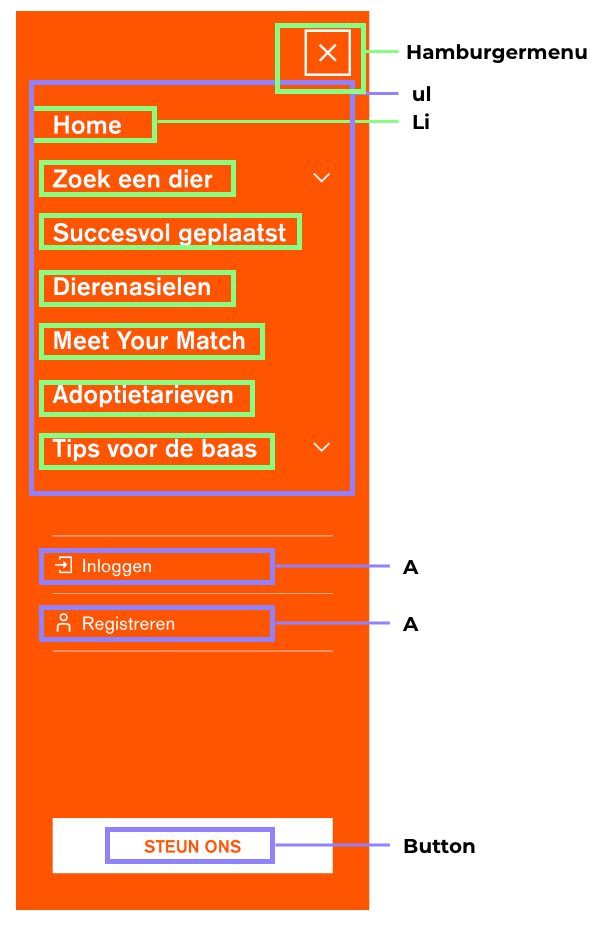 Hamburgermenu
ul
Home
Li
Zoek een dier
Succesvol geplaatst
Dierenasielen
Meet Your Match
Adoptietarieven
Tips voor de baas
Inloggen
A
Registreren
A
STEUN ONS
Button